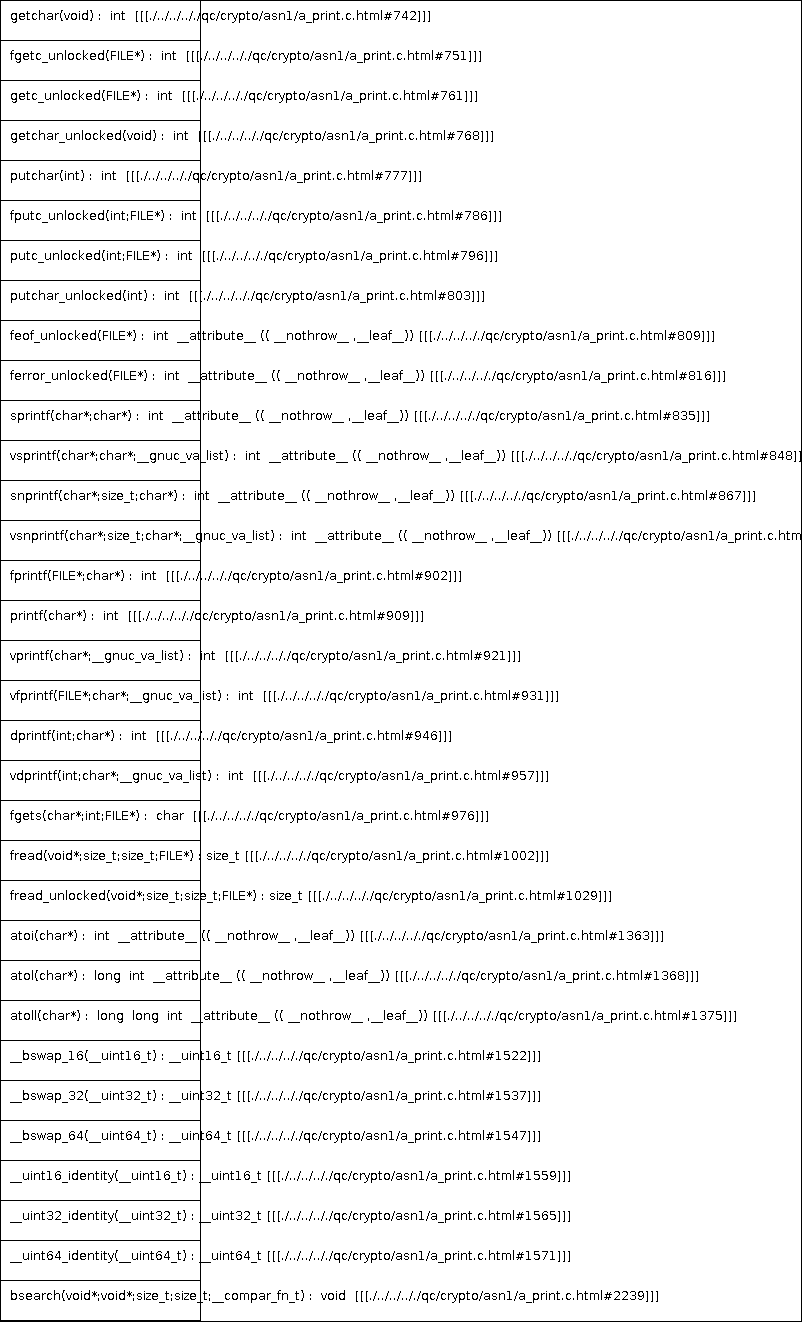 getchar(void) : int [[[./../../../../qc/crypto/asn1/a_print.c.html#742]]]
fgetc_unlocked(FILE*) : int [[[./../../../../qc/crypto/asn1/a_print.c.html#751]]]
getc_unlocked(FILE*) : int [[[./../../../../qc/crypto/asn1/a_print.c.html#761]]]
getchar_unlocked(void) : int [[[./../../../../qc/crypto/asn1/a_print.c.html#768]]]
putchar(int) : int [[[./../../../../qc/crypto/asn1/a_print.c.html#777]]]
fputc_unlocked(int;FILE*) : int [[[./../../../../qc/crypto/asn1/a_print.c.html#786]]]
putc_unlocked(int;FILE*) : int [[[./../../../../qc/crypto/asn1/a_print.c.html#796]]]
putchar_unlocked(int) : int [[[./../../../../qc/crypto/asn1/a_print.c.html#803]]]
feof_unlocked(FILE*) : int __attribute__ (( __nothrow__ ,__leaf__)) [[[./../../../../qc/crypto/asn1/a_print.c.html#809]]]
ferror_unlocked(FILE*) : int __attribute__ (( __nothrow__ ,__leaf__)) [[[./../../../../qc/crypto/asn1/a_print.c.html#816]]]
sprintf(char*;char*) : int __attribute__ (( __nothrow__ ,__leaf__)) [[[./../../../../qc/crypto/asn1/a_print.c.html#835]]]
vsprintf(char*;char*;__gnuc_va_list) : int __attribute__ (( __nothrow__ ,__leaf__)) [[[./../../../../qc/crypto/asn1/a_print.c.html#848]]
snprintf(char*;size_t;char*) : int __attribute__ (( __nothrow__ ,__leaf__)) [[[./../../../../qc/crypto/asn1/a_print.c.html#867]]]
vsnprintf(char*;size_t;char*;__gnuc_va_list) : int __attribute__ (( __nothrow__ ,__leaf__)) [[[./../../../../qc/crypto/asn1/a_print.c.htm
fprintf(FILE*;char*) : int [[[./../../../../qc/crypto/asn1/a_print.c.html#902]]]
printf(char*) : int [[[./../../../../qc/crypto/asn1/a_print.c.html#909]]]
vprintf(char*;__gnuc_va_list) : int [[[./../../../../qc/crypto/asn1/a_print.c.html#921]]]
vfprintf(FILE*;char*;__gnuc_va_list) : int [[[./../../../../qc/crypto/asn1/a_print.c.html#931]]]
dprintf(int;char*) : int [[[./../../../../qc/crypto/asn1/a_print.c.html#946]]]
vdprintf(int;char*;__gnuc_va_list) : int [[[./../../../../qc/crypto/asn1/a_print.c.html#957]]]
fgets(char*;int;FILE*) : char [[[./../../../../qc/crypto/asn1/a_print.c.html#976]]]
fread(void*;size_t;size_t;FILE*) : size_t [[[./../../../../qc/crypto/asn1/a_print.c.html#1002]]]
fread_unlocked(void*;size_t;size_t;FILE*) : size_t [[[./../../../../qc/crypto/asn1/a_print.c.html#1029]]]
atoi(char*) : int __attribute__ (( __nothrow__ ,__leaf__)) [[[./../../../../qc/crypto/asn1/a_print.c.html#1363]]]
atol(char*) : long int __attribute__ (( __nothrow__ ,__leaf__)) [[[./../../../../qc/crypto/asn1/a_print.c.html#1368]]]
atoll(char*) : long long int __attribute__ (( __nothrow__ ,__leaf__)) [[[./../../../../qc/crypto/asn1/a_print.c.html#1375]]]
__bswap_16(__uint16_t) : __uint16_t [[[./../../../../qc/crypto/asn1/a_print.c.html#1522]]]
__bswap_32(__uint32_t) : __uint32_t [[[./../../../../qc/crypto/asn1/a_print.c.html#1537]]]
__bswap_64(__uint64_t) : __uint64_t [[[./../../../../qc/crypto/asn1/a_print.c.html#1547]]]
__uint16_identity(__uint16_t) : __uint16_t [[[./../../../../qc/crypto/asn1/a_print.c.html#1559]]]
__uint32_identity(__uint32_t) : __uint32_t [[[./../../../../qc/crypto/asn1/a_print.c.html#1565]]]
__uint64_identity(__uint64_t) : __uint64_t [[[./../../../../qc/crypto/asn1/a_print.c.html#1571]]]
bsearch(void*;void*;size_t;size_t;__compar_fn_t) : void [[[./../../../../qc/crypto/asn1/a_print.c.html#2239]]]